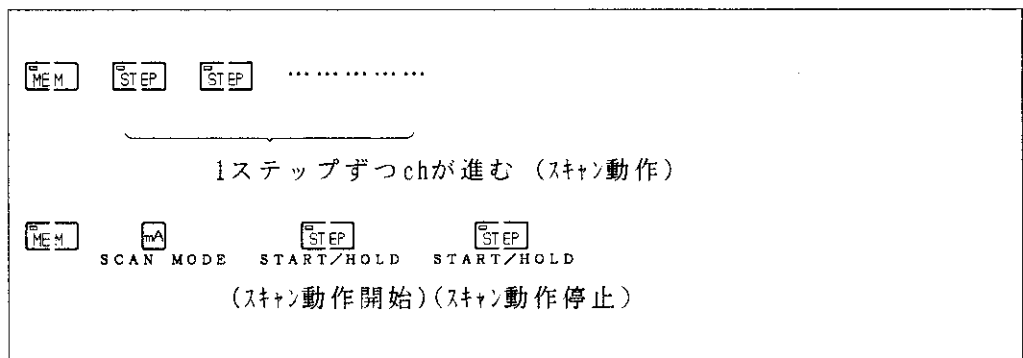 MEM STEP STEP ……………
1ステップずつchが進む (ｽｷｬﾝ動作)
MEM mA STEP STEP
SCAN MODE START/HOLD START/HOLD
(ｽｷｬﾝ動作開始)(ｽｷｬﾝ動作停止)